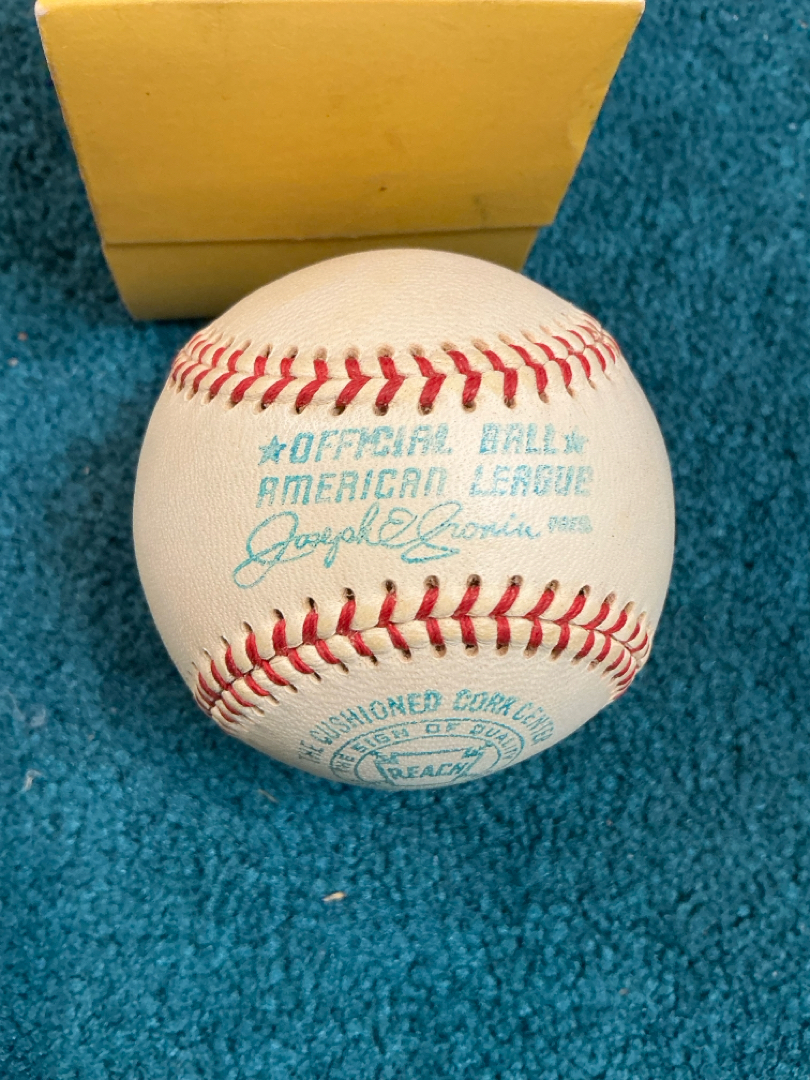 ★OFFICIAL BALL★
AMERICAN LEAGUE
Joseph E Cronin PRES.
THE CUSHIONED CORK CENTER
THE SIGN OF QUALITY
REACH